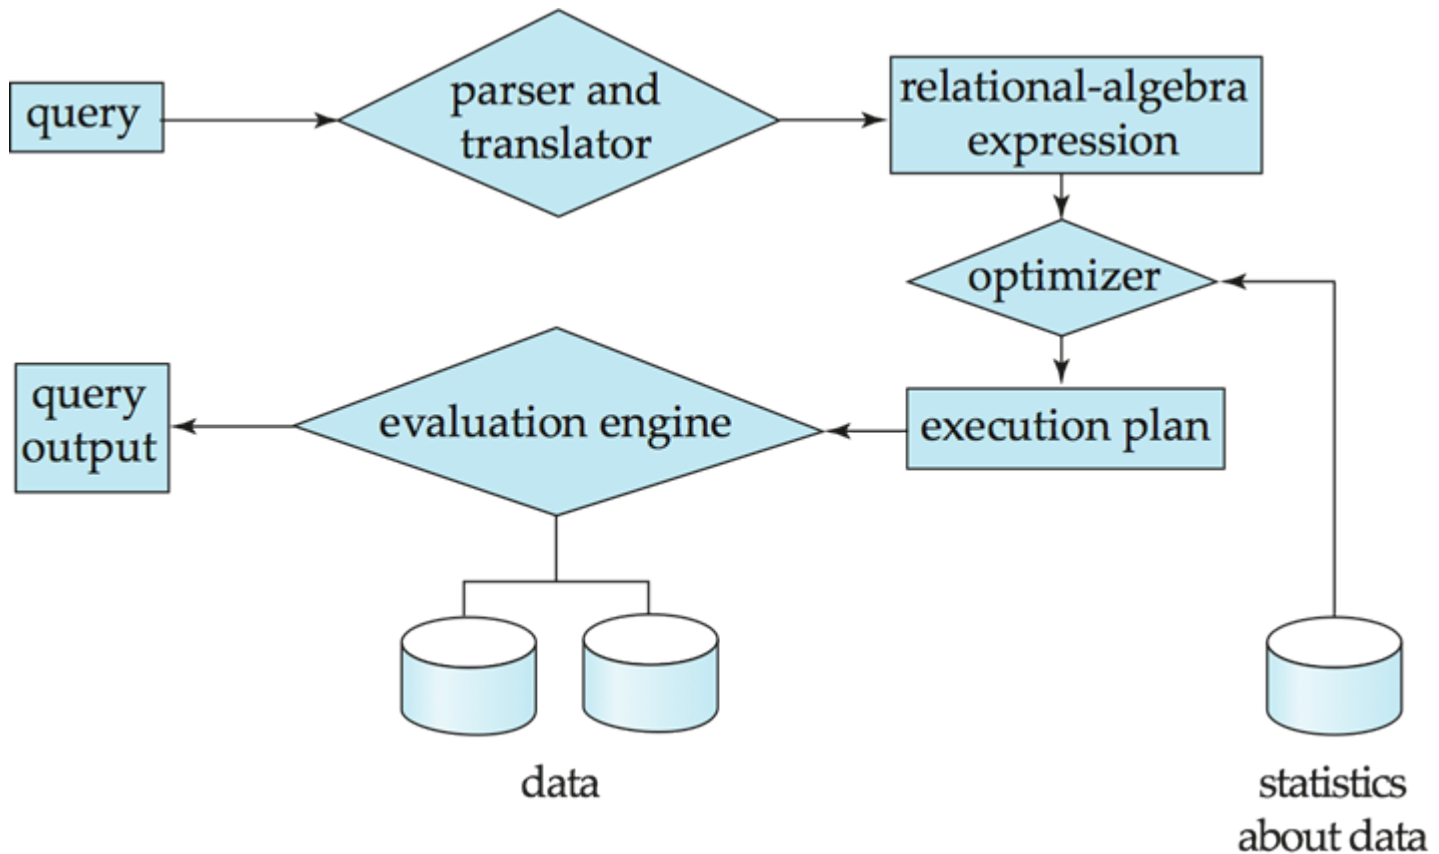 query
parser and
translator
relational-algebra
expression
optimizer
query
output
evaluation engine
execution plan
data
statistics
about data